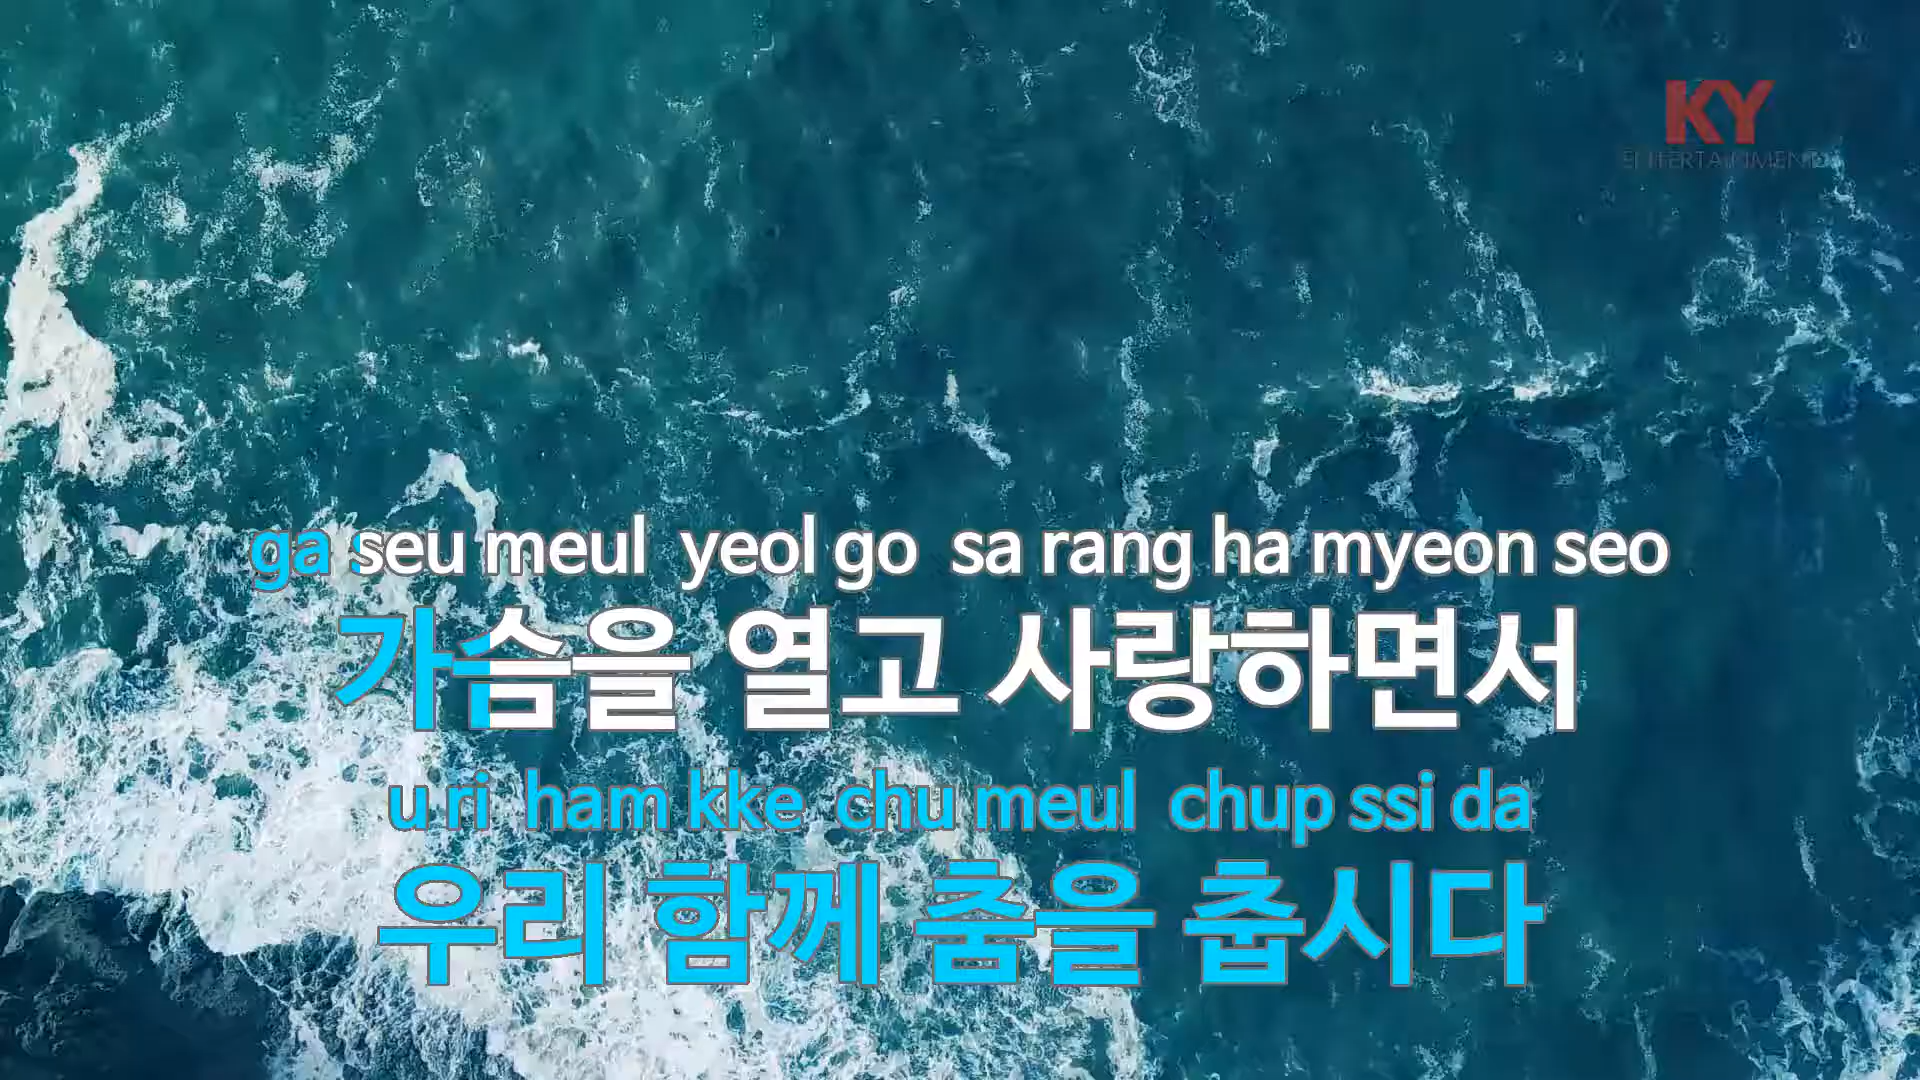 KY
ENTERTAINMENT
ga seu meul yeol go sa rang ha myeon seo
가슴을 열고 사랑하면서
u ri ham kke chu meul chup ssi da
우리 함께 춤을 춥시다